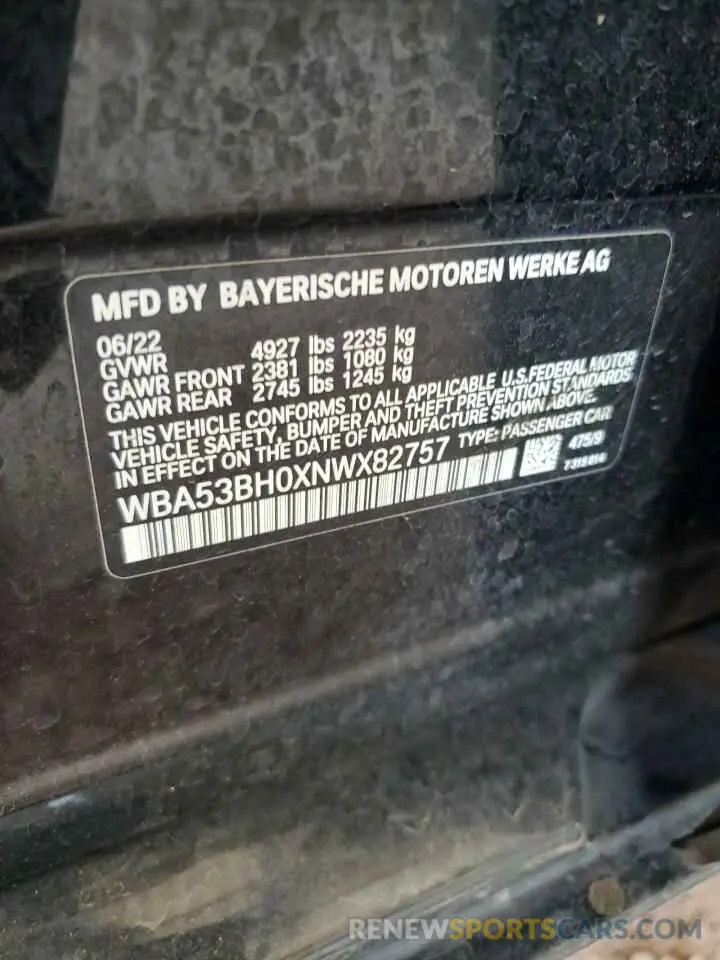 MFD BY BAYERISCHE MOTOREN WERKE AG
06/22
GVWR 4927 lbs 2235 kg
GAWR FRONT 2381 lbs 1080 kg
GAWR REAR 2745 lbs 1245 kg
THIS VEHICLE CONFORMS TO ALL APPLICABLE U.S.FEDERAL MOTOR
VEHICLE SAFETY, BUMPER AND THEFT PREVENTION STANDARDS
IN EFFECT ON THE DATE OF MANUFACTURE SHOWN ABOVE.
WBA53BH0XNWX82757 TYPE: PASSENGER CAR
475/9
RENEWSPORTSCARS.COM